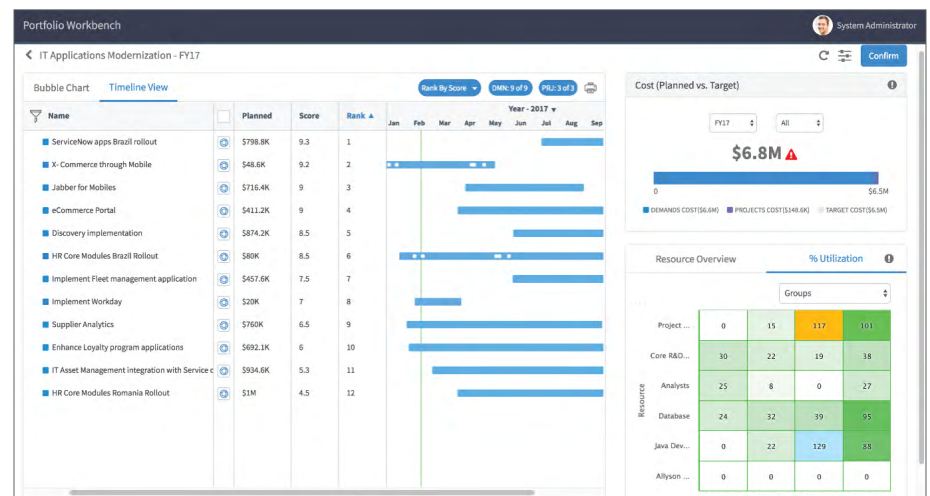 Portfolio Workbench
System Administrator
IT Applications Modernization - FY17
Confirm
Bubble Chart
Timeline View
Rank By Score
DMN: 9 of 9
PRJ: 3 of 3
Name Planned Score Rank
Year - 2017
Jan Feb Mar Apr May Jun Jul Aug Sep
ServiceNow apps Brazil rollout $798.8K 9.3 1
X- Commerce through Mobile $48.6K 9.2 2
Jabber for Mobiles $716.4K 9 3
eCommerce Portal $411.2K 9 4
Discovery implementation $874.2K 8.5 5
HR Core Modules Brazil Rollout $80K 8.5 6
Implement Fleet management application $457.6K 7.5 7
Implement Workday $20K 7 8
Supplier Analytics $760K 6.5 9
Enhance Loyalty program applications $692.1K 6 10
IT Asset Management integration with Service c $934.6K 5.3 11
HR Core Modules Romania Rollout $1M 4.5 12
Cost (Planned vs. Target)
FY17 All
$6.8M
0 $6.5M
DEMANDS COST($6.6M) PROJECTS COST($148.6K) TARGET COST($6.5M)
Resource Overview
% Utilization
Groups
Resource
Project ... 0 15 117 101
Core R&D... 30 22 19 38
Analysts 25 8 0 27
Database 24 32 39 95
Java Dev... 0 22 129 88
Allyson ... 0 0 0 0